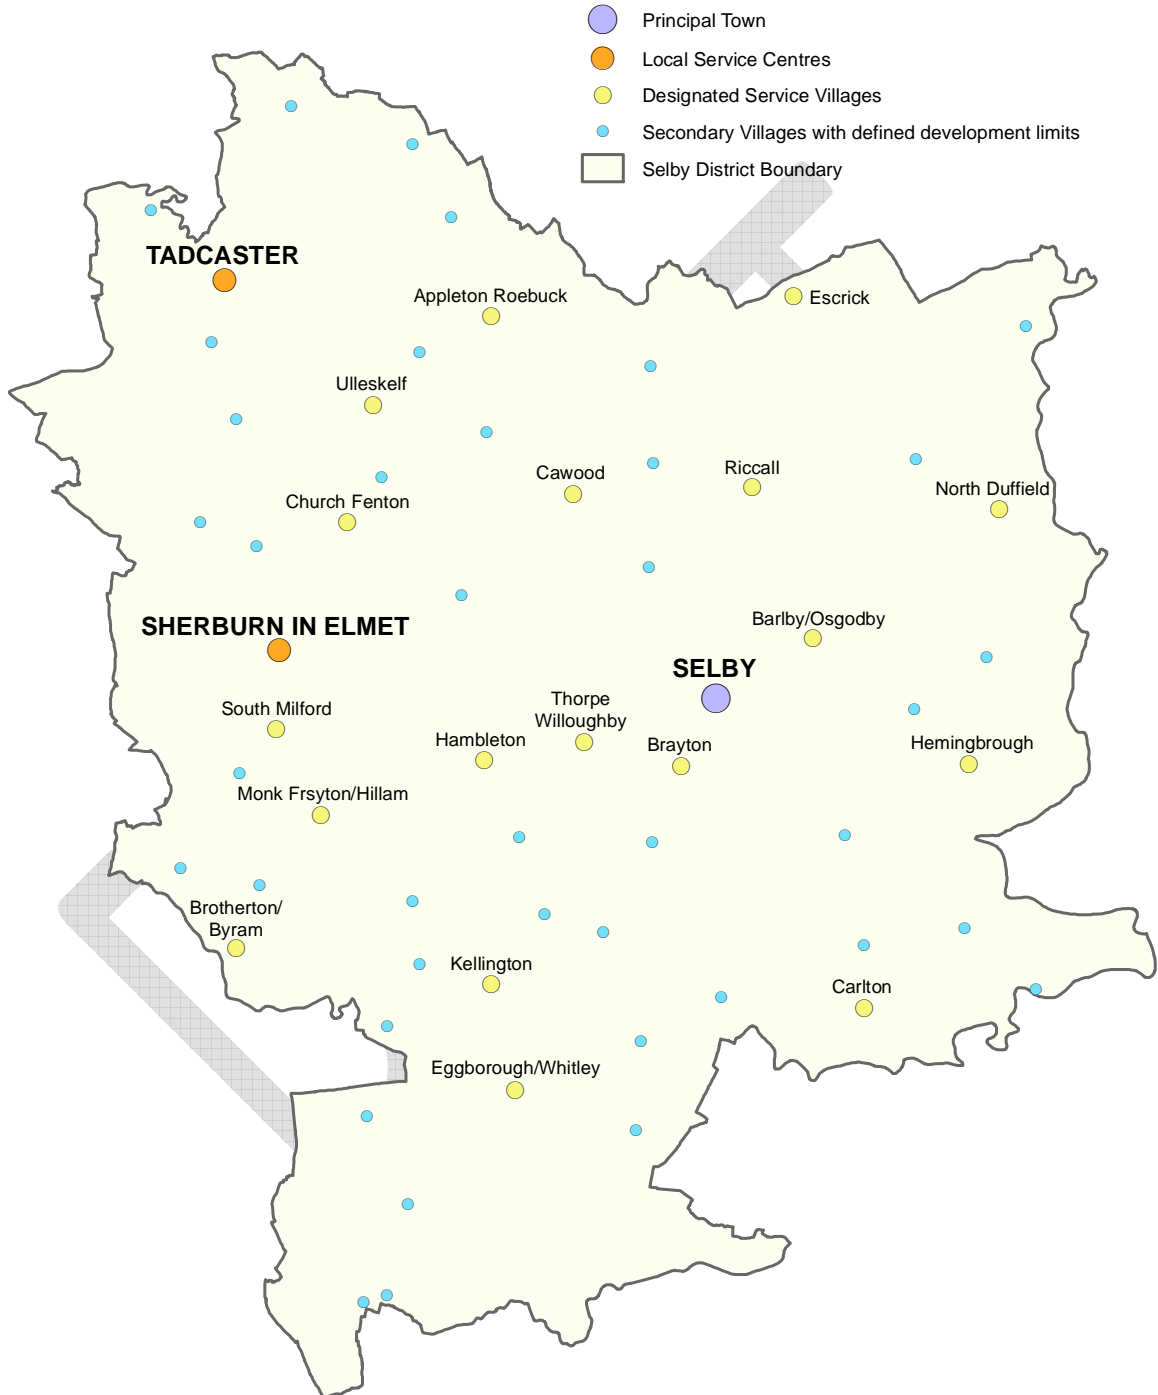 Principal Town
Local Service Centres
Designated Service Villages
Secondary Villages with defined development limits
Selby District Boundary
TADCASTER
Appleton Roebuck
Escrick
Ulleskelf
Cawood
Riccall
North Duffield
Church Fenton
SHERBURN IN ELMET
Barlby/Osgodby
SELBY
South Milford
Thorpe
Willoughby
Hambleton
Brayton
Hemingbrough
Monk Frsyton/Hillam
Brotherton/
Byram
Kellington
Carlton
Eggborough/Whitley